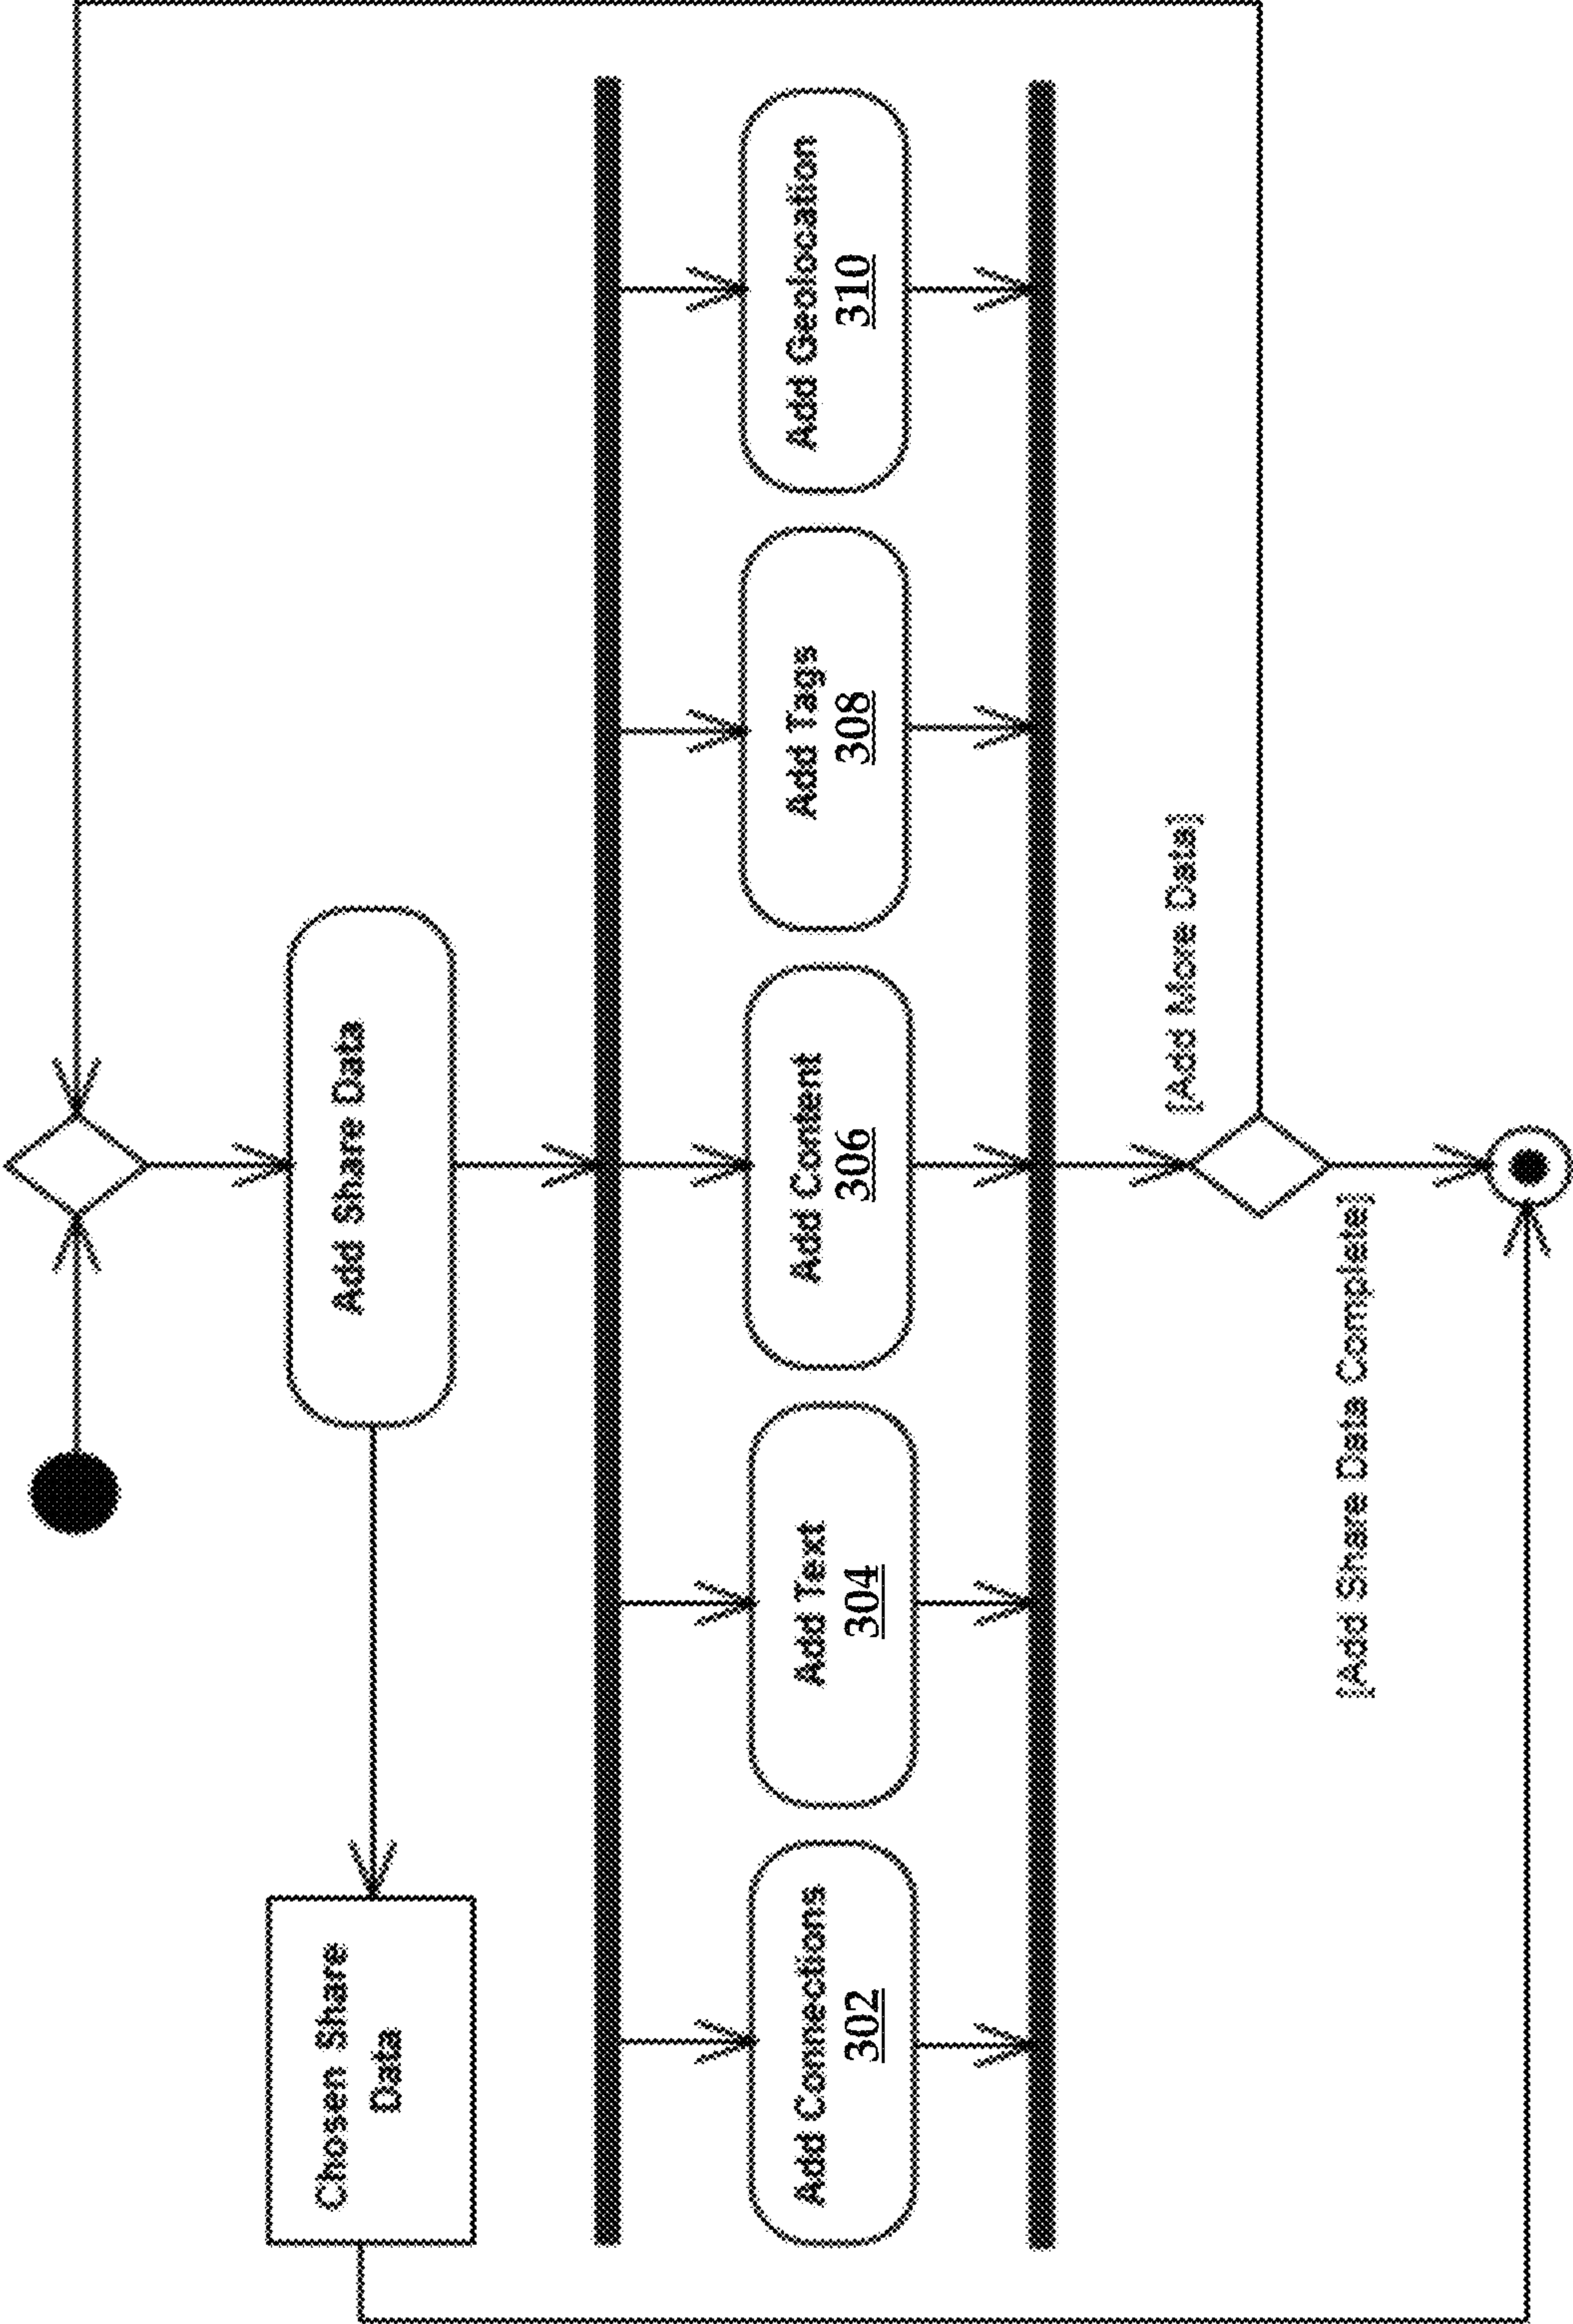 Chosen Share
Data
Add Share Data
Add Connections
302
Add Text
304
Add Content
306
Add Tags
308
Add Geolocation
310
[Add More Data]
[Add Share Data Complete]